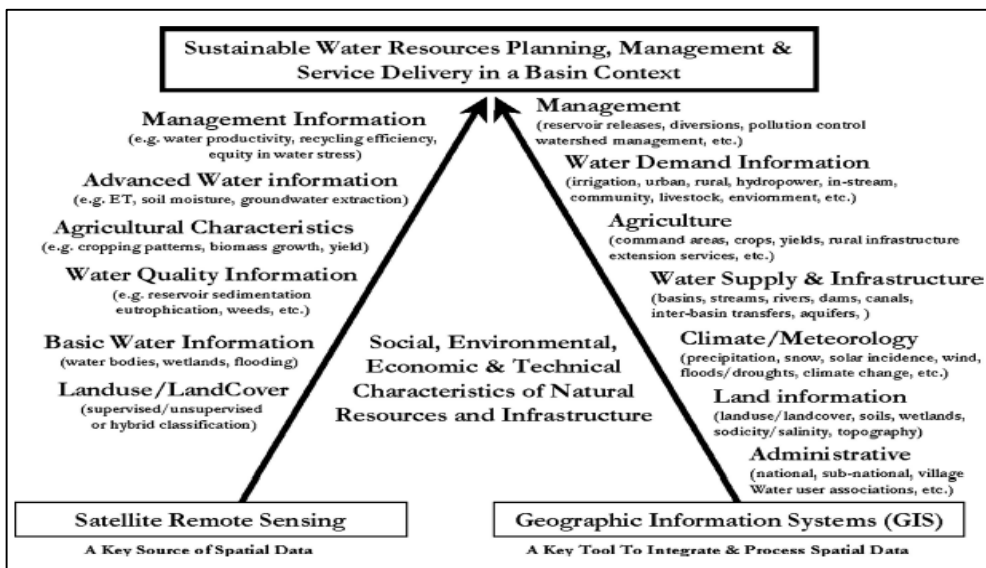 Sustainable Water Resources Planning, Management &
Service Delivery in a Basin Context
Management Information
(e.g. water productivity, recycling efficiency,
equity in water stress)
Advanced Water information
(e.g. ET, soil moisture, groundwater extraction)
Agricultural Characteristics
(e.g. cropping patterns, biomass growth, yield)
Water Quality Information
(e.g. reservoir sedimentation
eutrophication, weeds, etc.)
Basic Water Information
(water bodies, wetlands, flooding)
Landuse/LandCover
(supervised/unsupervised
or hybrid classification)
Social, Environmental,
Economic & Technical
Characteristics of Natural
Resources and Infrastructure
Management
(reservoir releases, diversions, pollution control
watershed management, etc.)
Water Demand Information
(irrigation, urban, rural, hydropower, in-stream,
community, livestock, enviornment, etc.)
Agriculture
(command areas, crops, yields, rural infrastructure
extension services, etc.)
Water Supply & Infrastructure
(basins, streams, rivers, dams, canals,
inter-basin transfers, aquifers, )
Climate/Meteorology
(precipitation, snow, solar incidence, wind,
floods/droughts, climate change, etc.)
Land information
(landuse/landcover, soils, wetlands,
sodicity/salinity, topography)
Administrative
(national, sub-national, village
Water user associations, etc.)
Satellite Remote Sensing
A Key Source of Spatial Data
Geographic Information Systems (GIS)
A Key Tool To Integrate & Process Spatial Data